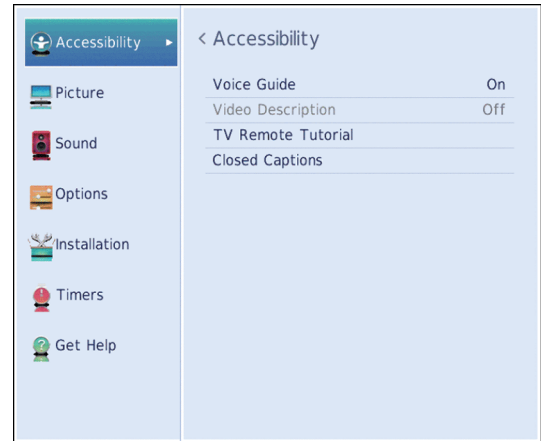 Accessibility
Picture
Sound
Options
Installation
Timers
Get Help
< Accessibility
Voice Guide On
Video Description Off
TV Remote Tutorial
Closed Captions